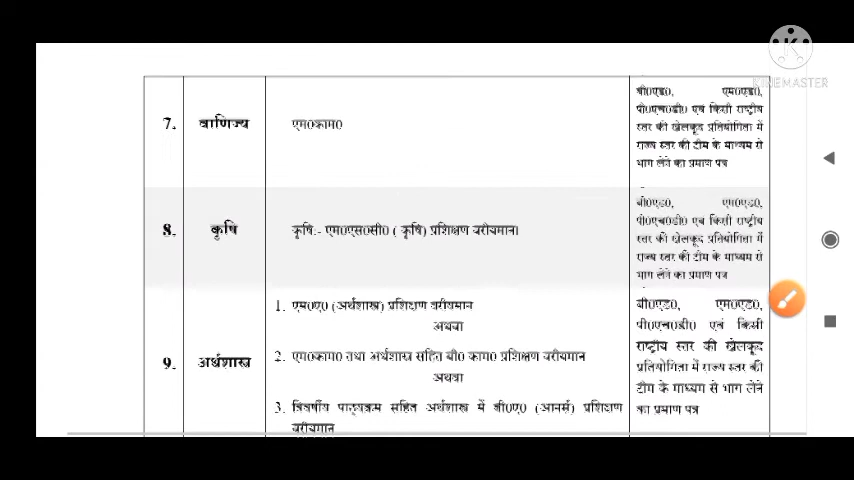 KINEMASTER
7.
वाणिज्य
एम0काम0
बी0एड0, एम0एड0,
पी0एच0डी0 एवं किसी राष्ट्रीय
स्तर की खेलकूद प्रतियोगिता में
राज्य स्तर की टीम के माध्यम से
भाग लेने का प्रमाण पत्र
8.
कृषि
कृषि.- एम0एस0सी0 ( कृषि) प्रशिक्षण वरीयमान।
बी0एड0, एम0एड0,
पी0एच0डी0 एवं किसी राष्ट्रीय
स्तर की खेलकूद प्रतियोगिता में
राज्य स्तर की टीम के माध्यम से
भाग लेने का प्रमाण पत्र
9.
अर्थशास्त्र
1. एम0ए0 (अर्थशास्त्र) प्रशिक्षण वरीयमान
अथवा
2. एम0काम0 तथा अर्थशास्त्र सहित बी0 काम0 प्रशिक्षण वरीयमान
अथवा
3. त्रिवर्षीय पाठ्यक्रम सहित अर्थशास्त्र में बी0ए0 (आनर्स) प्रशिक्षण
वरीयमान
बी0एड0, एम0एड0,
पी0एच0डी0 एवं किसी
राष्ट्रीय स्तर की खेलकूद
प्रतियोगिता में राज्य स्तर की
टीम के माध्यम से भाग लेने
का प्रमाण पत्र